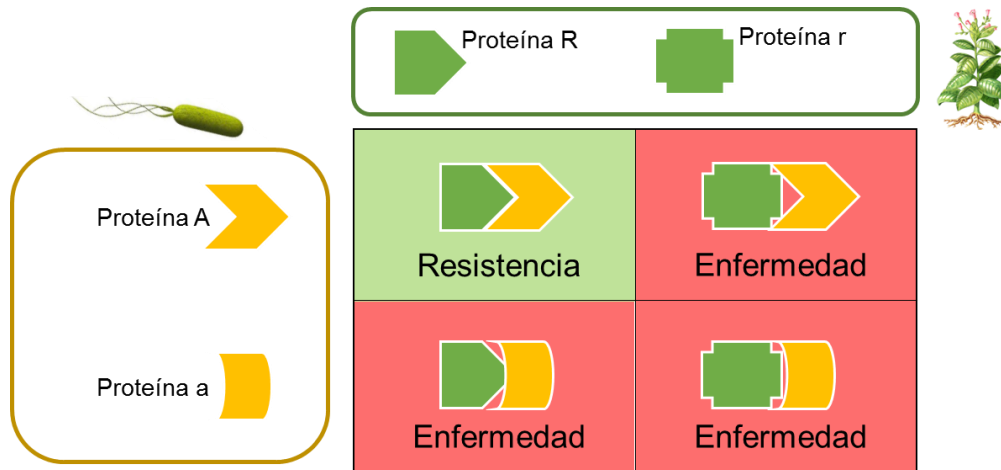 Proteína R
Proteína r
Proteína A
Resistencia
Enfermedad
Proteína a
Enfermedad
Enfermedad